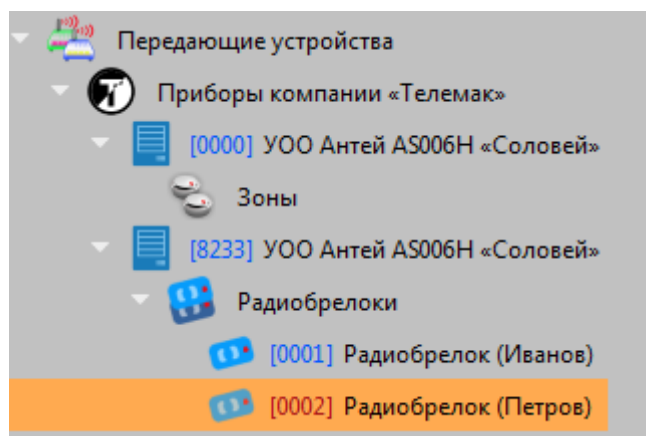 Передающие устройства
Приборы компании «Телемак»
[0000] УОО Антей AS006H «Соловей»
Зоны
[8233] УОО Антей AS006H «Соловей»
Радиобрелоки
[0001] Радиобрелок (Иванов)
[0002] Радиобрелок (Петров)